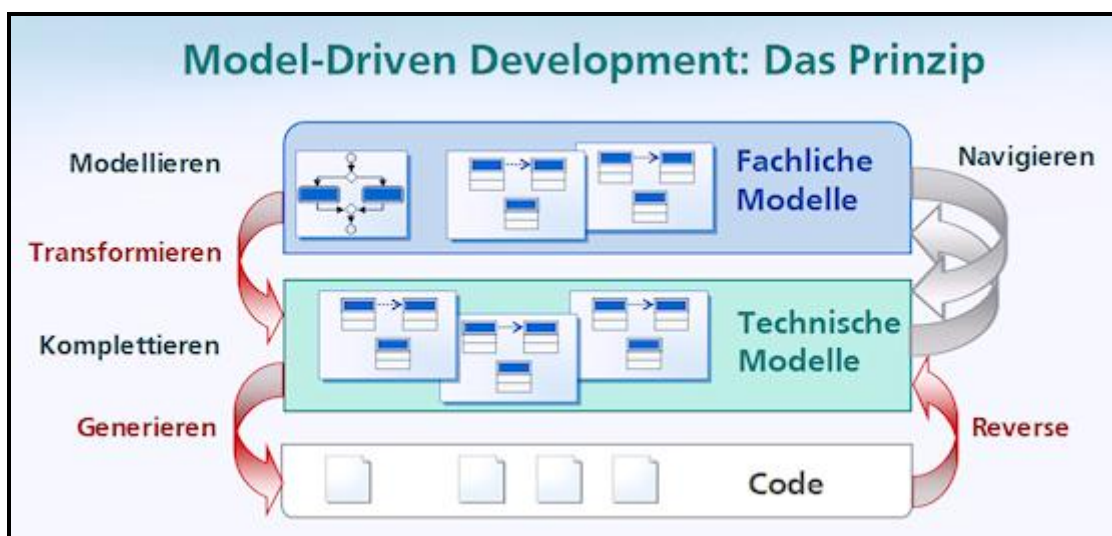 Model-Driven Development: Das Prinzip
Modellieren
Fachliche
Modelle
Navigieren
Transformieren
Komplettieren
Technische
Modelle
Generieren
Reverse
Code